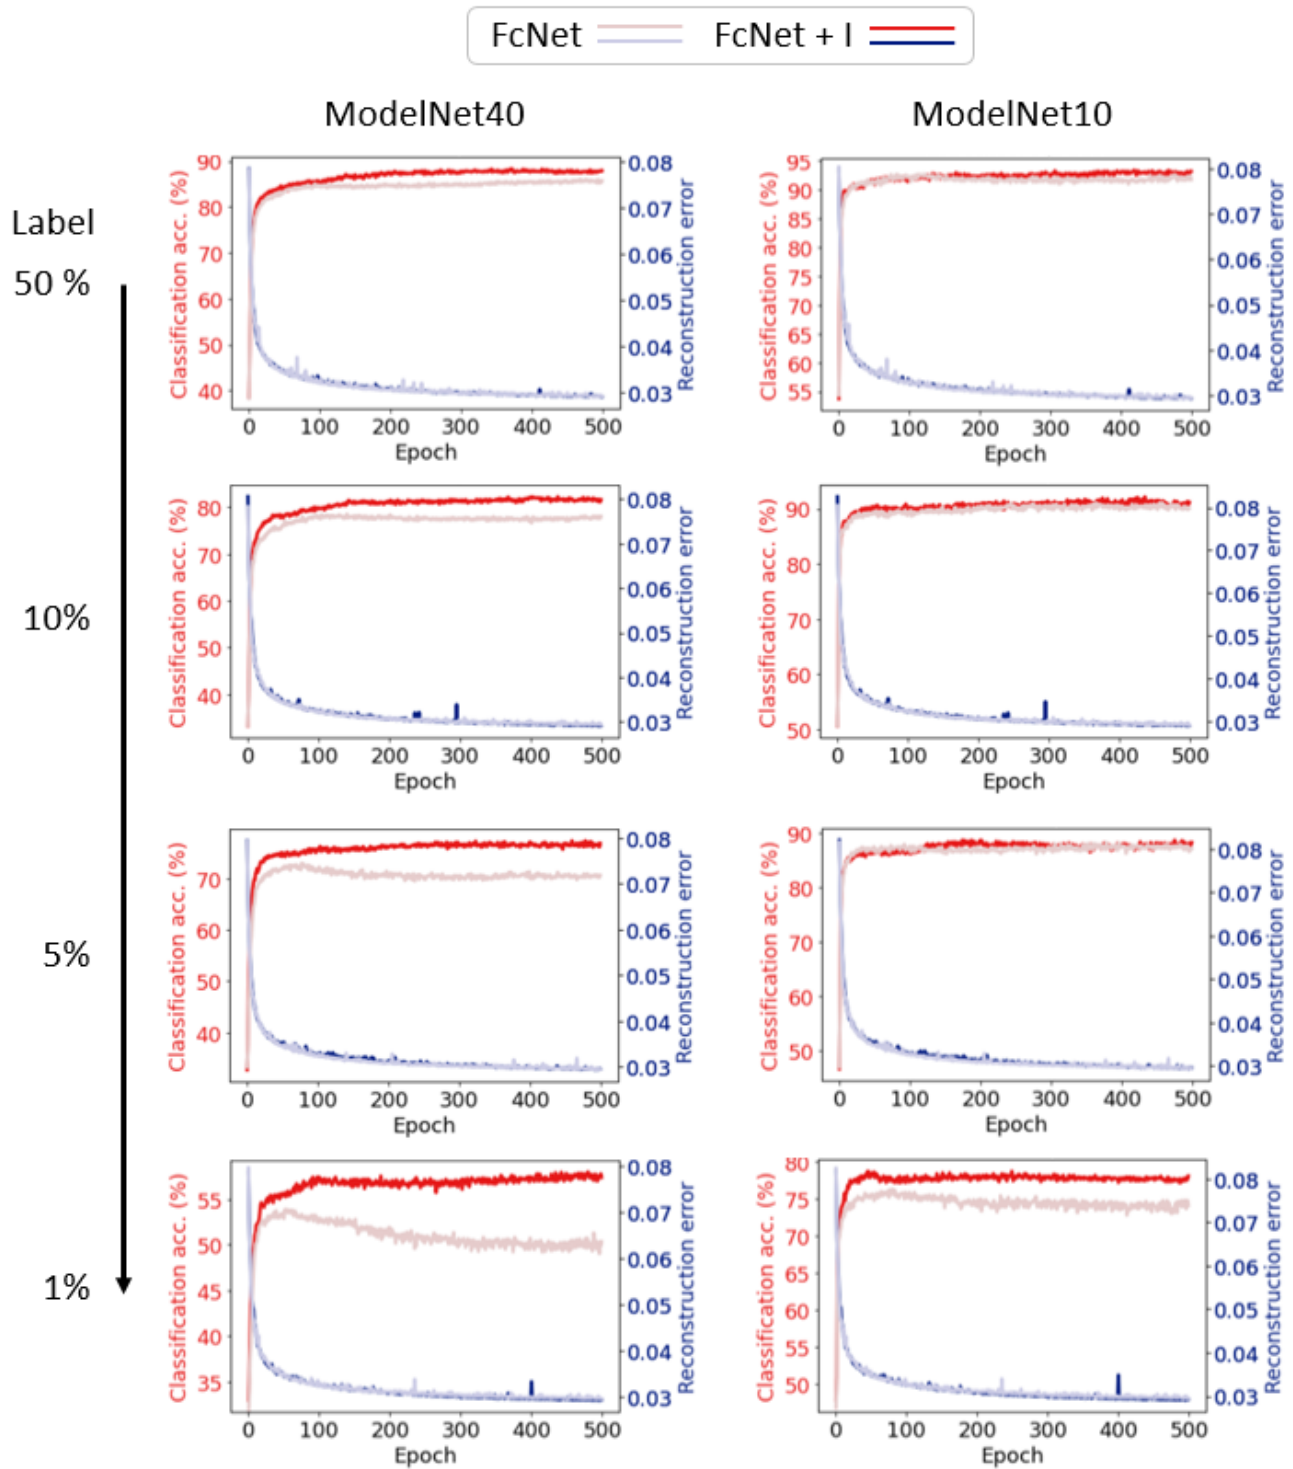 FcNet FcNet + I
ModelNet40 ModelNet10
Label
50 %
10%
5%
1%
Classification acc. (%)
90
80
70
60
50
40
0.08
0.07
0.06
0.05
0.04
0.03
Reconstruction error
0 100 200 300 400 500
Epoch
Classification acc. (%)
95
90
85
80
75
70
65
60
55
0.08
0.07
0.06
0.05
0.04
0.03
Reconstruction error
0 100 200 300 400 500
Epoch
Classification acc. (%)
80
70
60
50
40
0.08
0.07
0.06
0.05
0.04
0.03
Reconstruction error
0 100 200 300 400 500
Epoch
Classification acc. (%)
90
80
70
60
50
0.08
0.07
0.06
0.05
0.04
0.03
Reconstruction error
0 100 200 300 400 500
Epoch
Classification acc. (%)
70
60
50
40
0.08
0.07
0.06
0.05
0.04
0.03
Reconstruction error
0 100 200 300 400 500
Epoch
Classification acc. (%)
90
80
70
60
50
0.08
0.07
0.06
0.05
0.04
0.03
Reconstruction error
0 100 200 300 400 500
Epoch
Classification acc. (%)
55
50
45
40
35
0.08
0.07
0.06
0.05
0.04
0.03
Reconstruction error
0 100 200 300 400 500
Epoch
Classification acc. (%)
80
75
70
65
60
55
50
0.08
0.07
0.06
0.05
0.04
0.03
Reconstruction error
0 100 200 300 400 500
Epoch